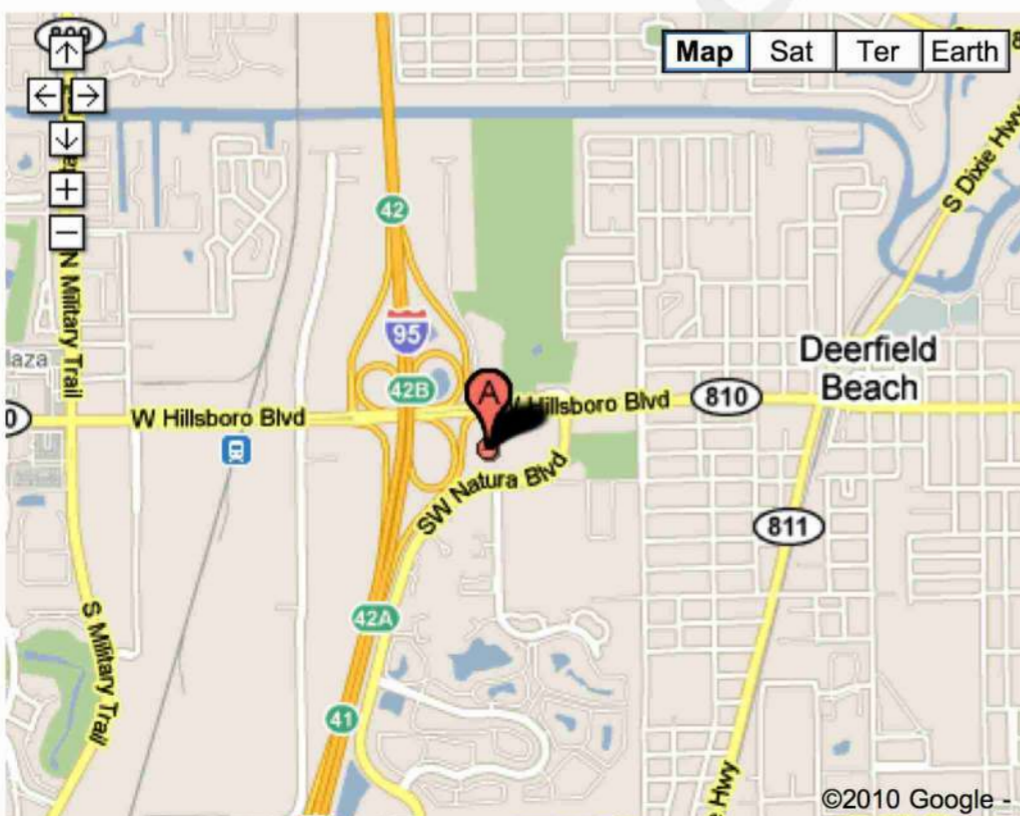 Map
Sat
Ter
Earth
S Dixie Hwy
42
N Military Trail
95
laza
Deerfield
Beach
42B
A
810
W Hillsboro Blvd
Hillsboro Blvd
SW Natura Blvd
811
42A
S Military Trail
41
Hwy
©2010 Google -